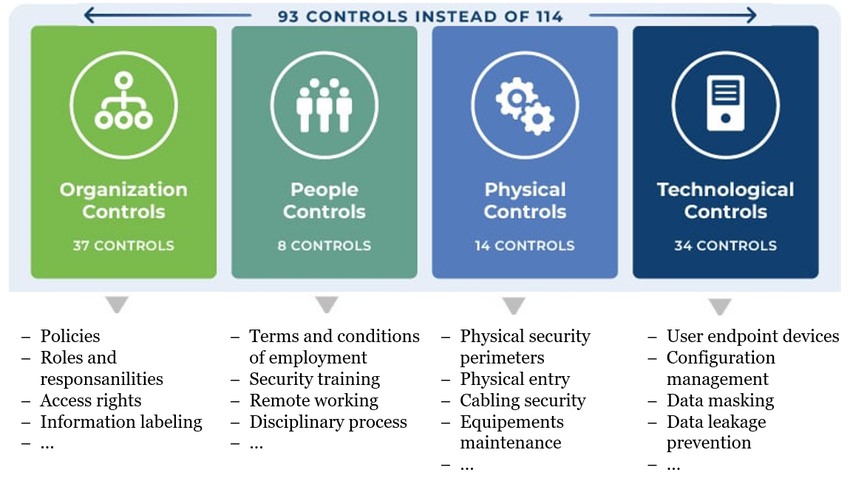 93 CONTROLS INSTEAD OF 114
Organization
Controls
37 CONTROLS
People
Controls
8 CONTROLS
Physical
Controls
14 CONTROLS
Technological
Controls
34 CONTROLS
– Policies
– Roles and
responsanilities
– Access rights
– Information labeling
– ...
– Terms and conditions
of employment
– Security training
– Remote working
– Disciplinary process
– ...
– Physical security
perimeters
– Physical entry
– Cabling security
– Equipements
maintenance
– ...
– User endpoint devices
– Configuration
management
– Data masking
– Data leakage
prevention
– ...